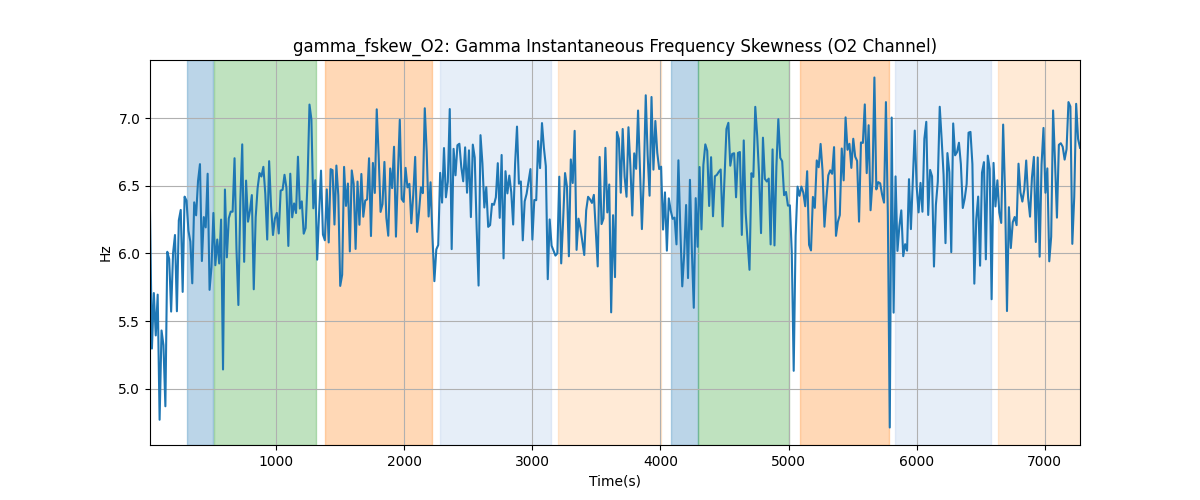 gamma_fskew_O2: Gamma Instantaneous Frequency Skewness (O2 Channel)
7.0
6.5
6.0
5.5
5.0
Hz
1000 2000 3000 4000 5000 6000 7000
Time(s)